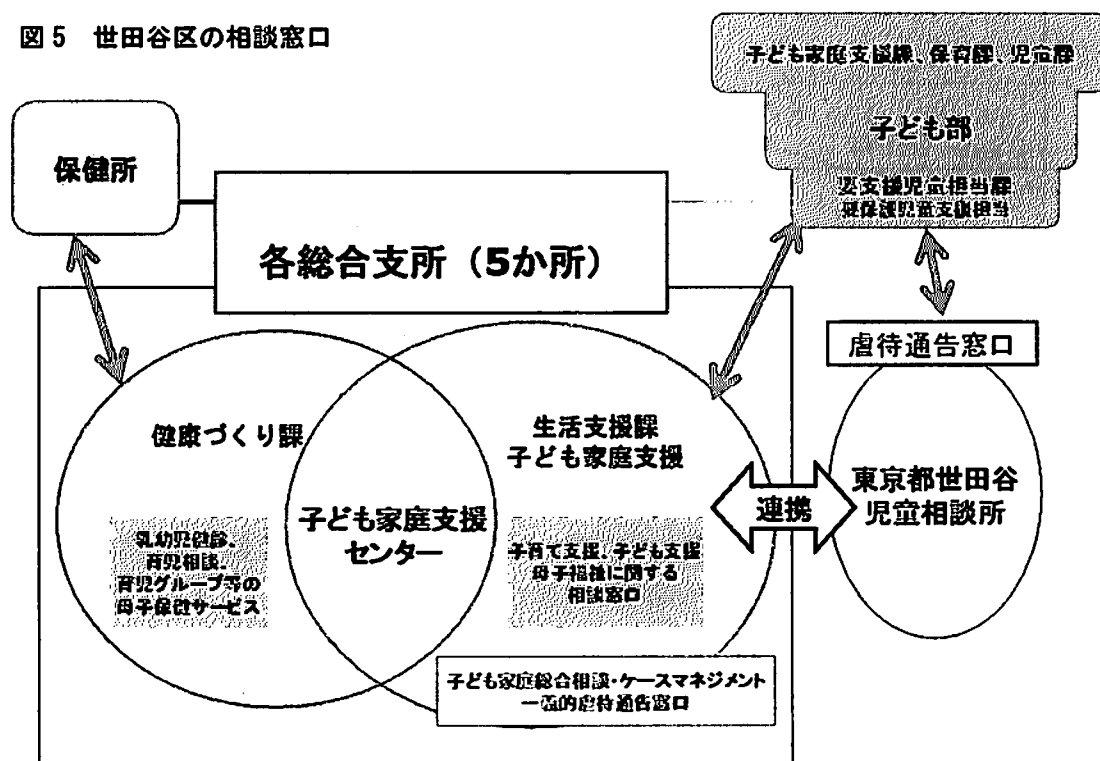 図5 世田谷区の相談窓口
子ども家庭支援課、保育課、児童課
子ども部
要支援児童担当課
要保護児童支援担当
保健所
各総合支所（5か所）
虐待通告窓口
健康づくり課
生活支援課
子ども家庭支援
子ども家庭支援
センター
乳幼児健診、
育児相談、
育児グループ等の
母子保健サービス
子育て支援、子ども支援
母子福祉に関する
相談窓口
連携
東京都世田谷
児童相談所
子ども家庭総合相談・ケースマネジメント
一義的虐待通告窓口